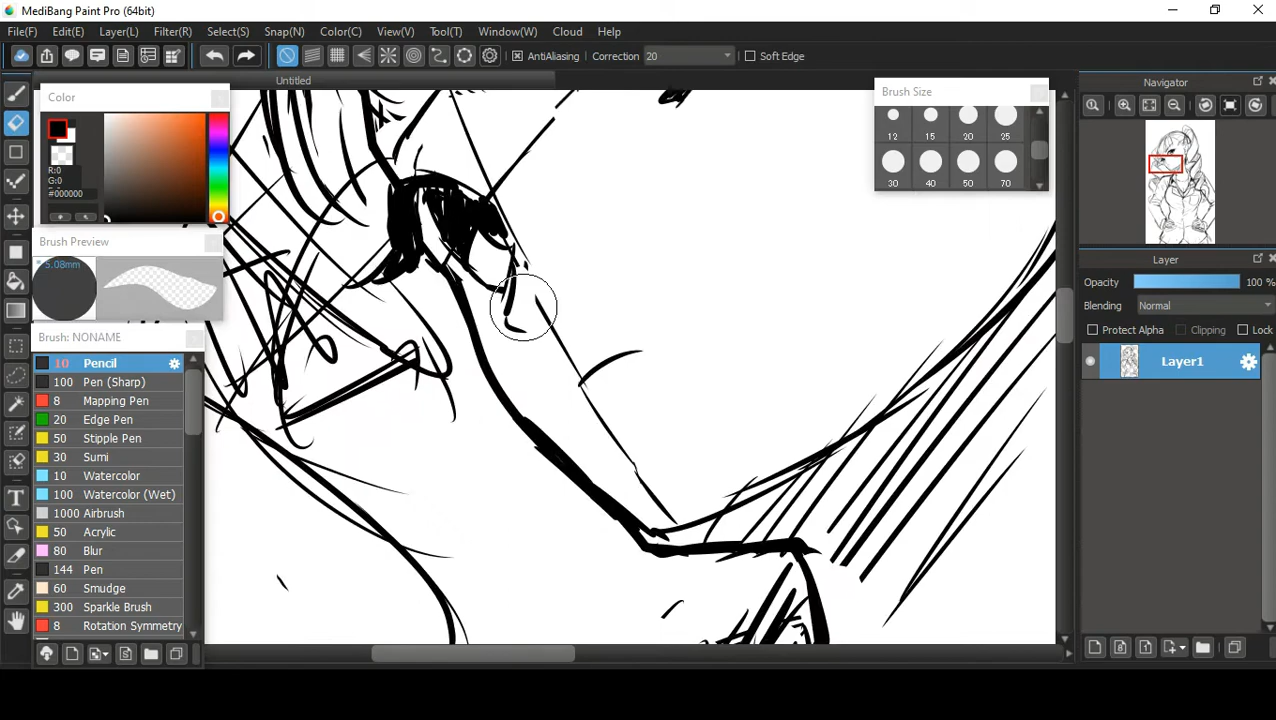 MediBang Paint Pro (64bit)
File(F) Edit(E) Layer(L) Filter(R) Select(S) Snap(N) Color(C) View(V) Tool(T) Window(W) Cloud Help
AntiAliasing Correction 20 Soft Edge
Untitled
Color
R:0
G:0
#000000
Brush Preview
5.08mm
Brush: NONAME
10 Pencil
100 Pen (Sharp)
8 Mapping Pen
20 Edge Pen
50 Stipple Pen
30 Sumi
10 Watercolor
100 Watercolor (Wet)
1000 Airbrush
50 Acrylic
80 Blur
144 Pen
60 Smudge
300 Sparkle Brush
8 Rotation Symmetry
Brush Size
12 15 20 25
30 40 50 70
Navigator
Layer
Opacity 100 %
Blending Normal
Protect Alpha Clipping Lock
Layer1